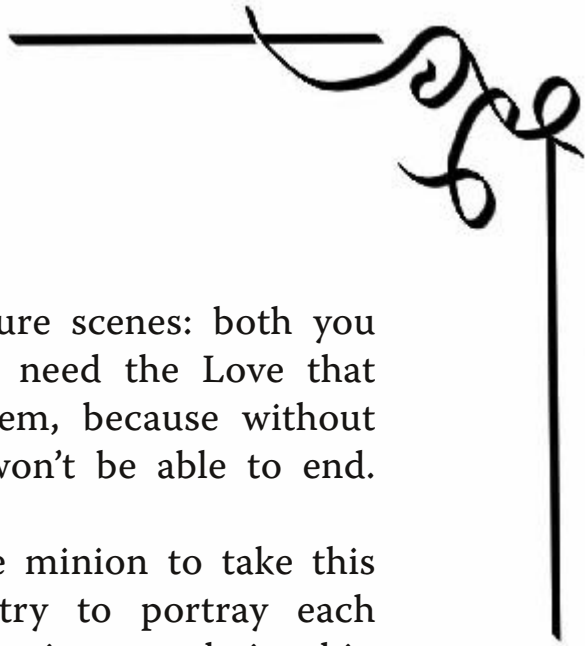 ure scenes: both you
need the Love that
em, because without
won't be able to end.
e minion to take this
try to portray each